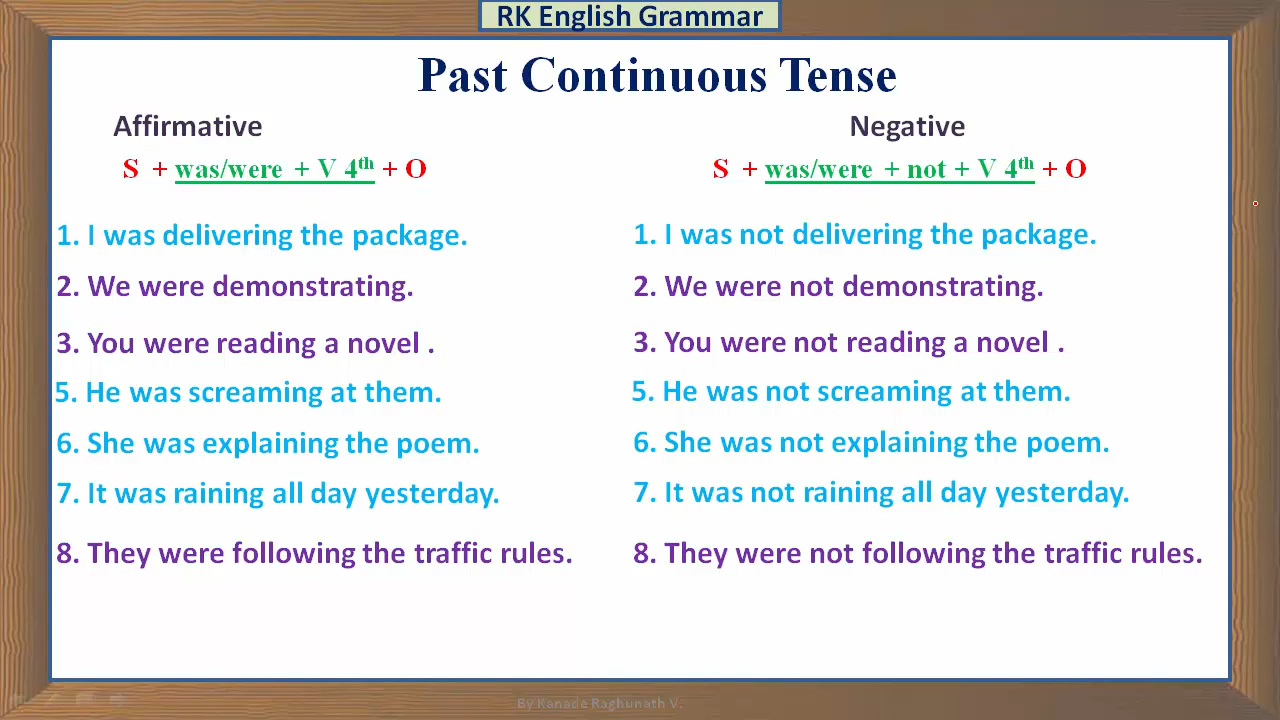 RK English Grammar
Past Continuous Tense
Affirmative
S + was/were + V 4th + O
1. I was delivering the package.
2. We were demonstrating.
3. You were reading a novel .
5. He was screaming at them.
6. She was explaining the poem.
7. It was raining all day yesterday.
8. They were following the traffic rules.
Negative
S + was/were + not + V 4th + O
1. I was not delivering the package.
2. We were not demonstrating.
3. You were not reading a novel .
5. He was not screaming at them.
6. She was not explaining the poem.
7. It was not raining all day yesterday.
8. They were not following the traffic rules.
By Kanade Raghunath V.